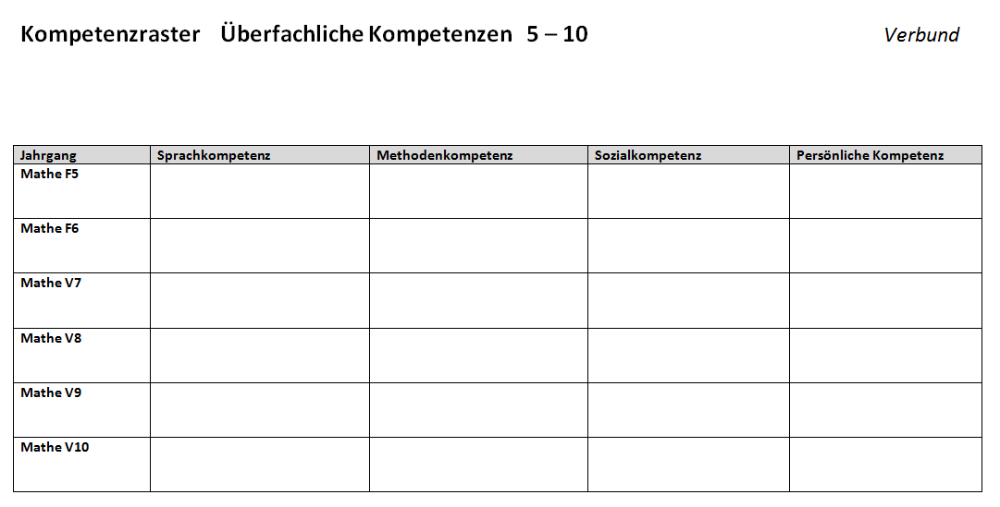 Kompetenzraster Überfachliche Kompetenzen 5 – 10 Verbund
Jahrgang Sprachkompetenz Methodenkompetenz Sozialkompetenz Persönliche Kompetenz
Mathe F5
Mathe F6
Mathe V7
Mathe V8
Mathe V9
Mathe V10